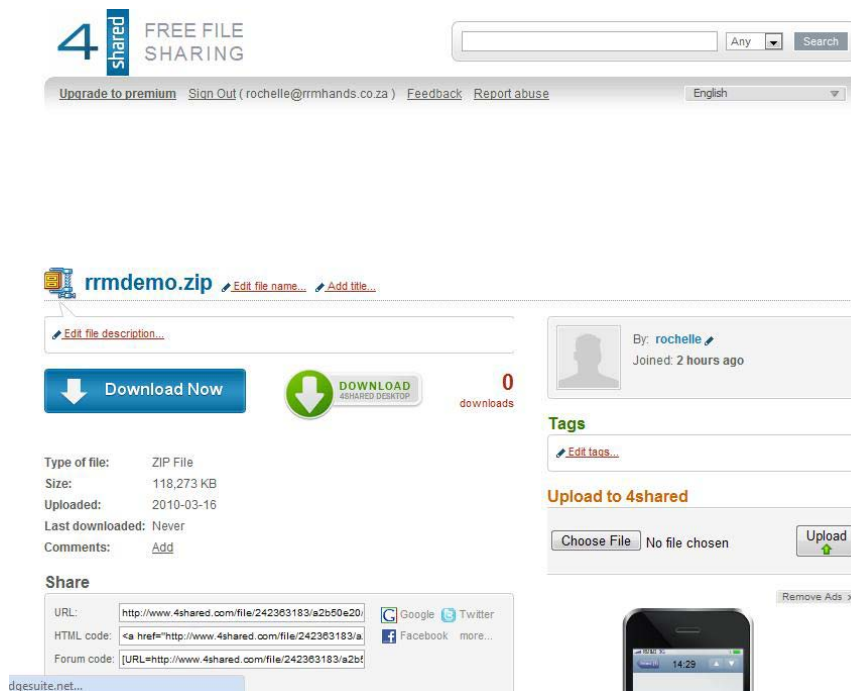 4 shared FREE FILE SHARING
Any Search
Upgrade to premium Sign Out ( rochelle@rrmhands.co.za ) Feedback Report abuse English
rrmdemo.zip Edit file name... Add title...
Edit file description...
By: rochelle
Joined: 2 hours ago
Download Now
DOWNLOAD
4SHARED DESKTOP
0
downloads
Tags
Edit tags...
Type of file: ZIP File
Size: 118,273 KB
Uploaded: 2010-03-16
Last downloaded: Never
Comments: Add
Upload to 4shared
Choose File No file chosen Upload
Share
Remove Ads x
URL: http://www.4shared.com/file/242363183/a2b50e20/ Google Twitter
HTML code: <a href="http://www.4shared.com/file/242363183/a. Facebook more...
Forum code: [URL=http://www.4shared.com/file/242363183/a2b5
14:29
dgesuite.net...